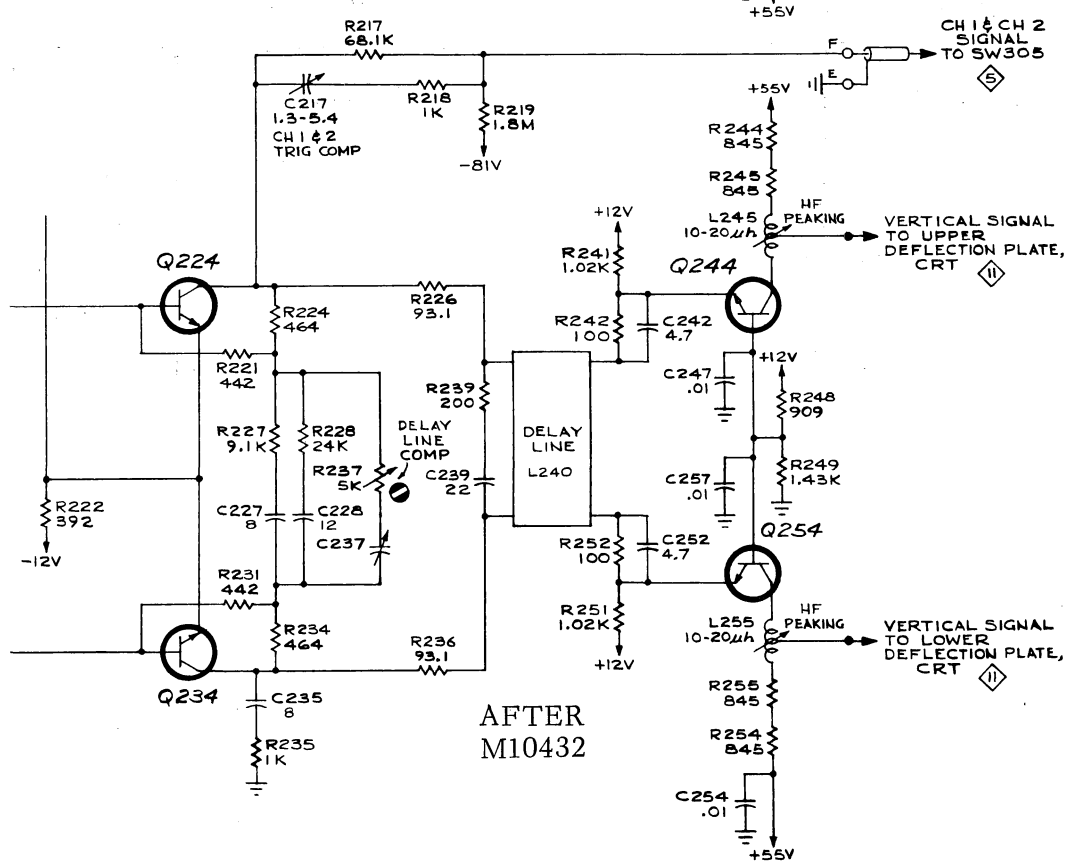 +55V
R217
68.1K
C217
1.3-5.4
CH 1 & 2
TRIG COMP
R218
1K
R219
1.8M
-81V
F
E
CH 1 & CH 2
SIGNAL
TO SW305
5
+55V
R244
845
R245
845
L245
10-20µh
HF
PEAKING
VERTICAL SIGNAL
TO UPPER
DEFLECTION PLATE,
CRT
11
+12V
R241
1.02K
Q244
R242
100
C242
4.7
Q224
R224
464
R226
93.1
R221
442
R239
200
C247
.01
+12V
R248
909
R227
9.1K
R228
24K
DELAY
LINE
COMP
R237
5K
DELAY
LINE
L240
C239
22
R249
1.43K
C257
.01
R222
392
-12V
C227
8
C228
12
C237
R252
100
C252
4.7
Q254
R231
442
R251
1.02K
+12V
R234
464
R236
93.1
Q234
C235
8
R235
1K
AFTER
M10432
L255
10-20µh
HF
PEAKING
VERTICAL SIGNAL
TO LOWER
DEFLECTION PLATE,
CRT
11
R255
845
R254
845
C254
.01
+55V